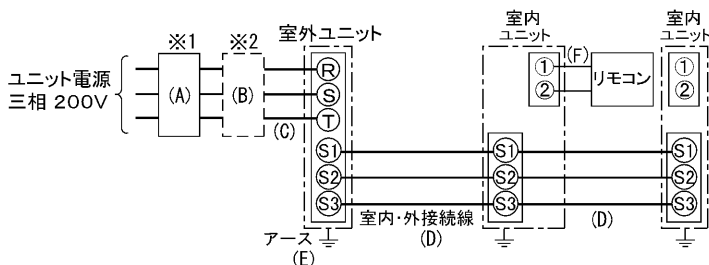 ※1
※2
室外ユニット
室内
ユニット
室内
ユニット
ユニット電源
三相 200V
(A)
(B)
(C)
R
S
T
①
②
(F)
リモコン
①
②
S1
S2
S3
S1
S2
S3
S1
S2
S3
室内・外接続線
(D)
(D)
アース
(E)